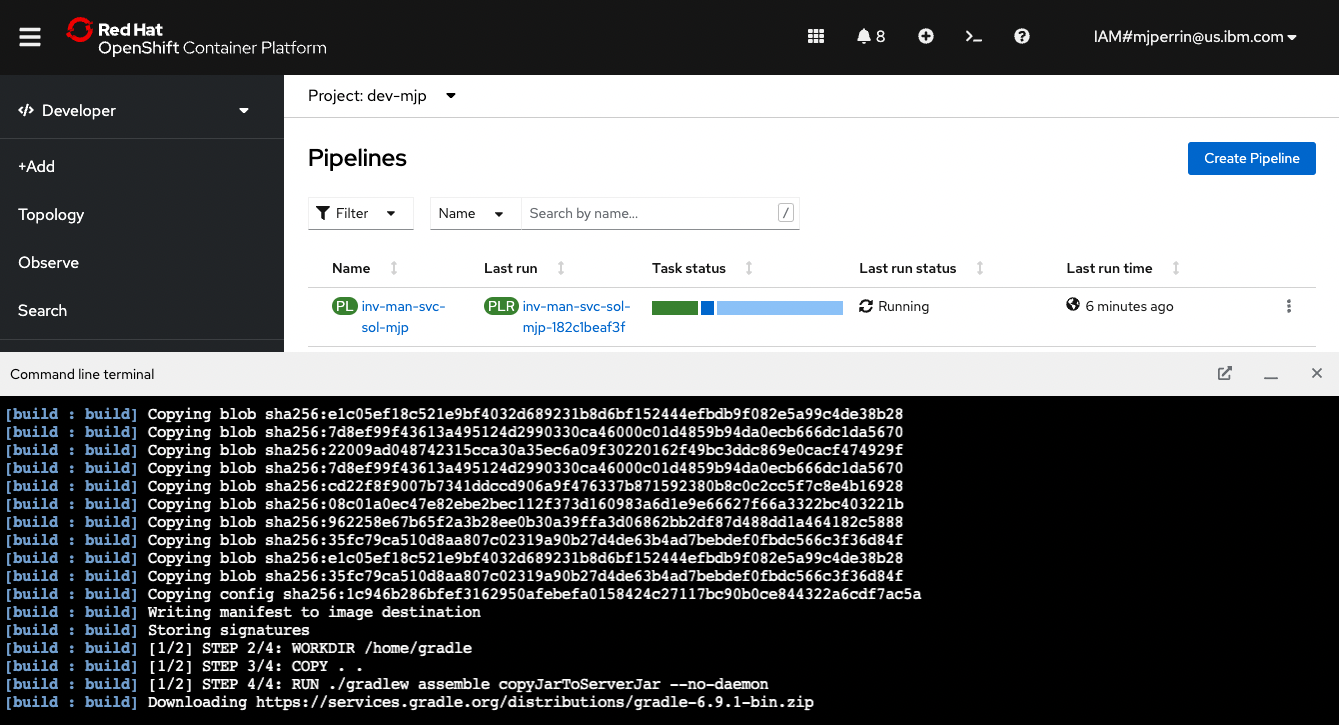 Red Hat
OpenShift Container Platform
8
IAM#mjperrin@us.ibm.com
Developer
Project: dev-mjp
+Add
Topology
Observe
Search
Pipelines
Create Pipeline
Filter
Name
Search by name...
/
Name Last run Task status Last run status Last run time
PL inv-man-svc-
sol-mjp
PLR inv-man-svc-sol-
mjp-182c1beaf3f
Running
6 minutes ago
Command line terminal
[build : build] Copying blob sha256:e1c05ef18c521e9bf4032d689231b8d6bf152444efbdb9f082e5a99c4de38b28
[build : build] Copying blob sha256:7d8ef99f43613a495124d2990330ca46000c01d4859b94da0ecb666dc1da5670
[build : build] Copying blob sha256:22009ad048742315cca30a35ec6a09f30220162f49bc3ddc869e0cacf474929f
[build : build] Copying blob sha256:7d8ef99f43613a495124d2990330ca46000c01d4859b94da0ecb666dc1da5670
[build : build] Copying blob sha256:cd22f8f9007b7341ddccd906a9f476337b871592380b8c0c2cc5f7c8e4b16928
[build : build] Copying blob sha256:08c01a0ec47e82ebe2bec112f373d160983a6d1e9e66627f66a3322bc403221b
[build : build] Copying blob sha256:962258e67b65f2a3b28ee0b30a39ffa3d06862bb2df87d488dd1a464182c5888
[build : build] Copying blob sha256:35fc79ca510d8aa807c02319a90b27d4de63b4ad7bebdef0fbdc566c3f36d84f
[build : build] Copying blob sha256:e1c05ef18c521e9bf4032d689231b8d6bf152444efbdb9f082e5a99c4de38b28
[build : build] Copying blob sha256:35fc79ca510d8aa807c02319a90b27d4de63b4ad7bebdef0fbdc566c3f36d84f
[build : build] Copying config sha256:1c946b286bfef3162950afebefa0158424c27117bc90b0ce844322a6cdf7ac5a
[build : build] Writing manifest to image destination
[build : build] Storing signatures
[build : build] [1/2] STEP 2/4: WORKDIR /home/gradle
[build : build] [1/2] STEP 3/4: COPY . .
[build : build] [1/2] STEP 4/4: RUN ./gradlew assemble copyJarToServerJar --no-daemon
[build : build] Downloading https://services.gradle.org/distributions/gradle-6.9.1-bin.zip